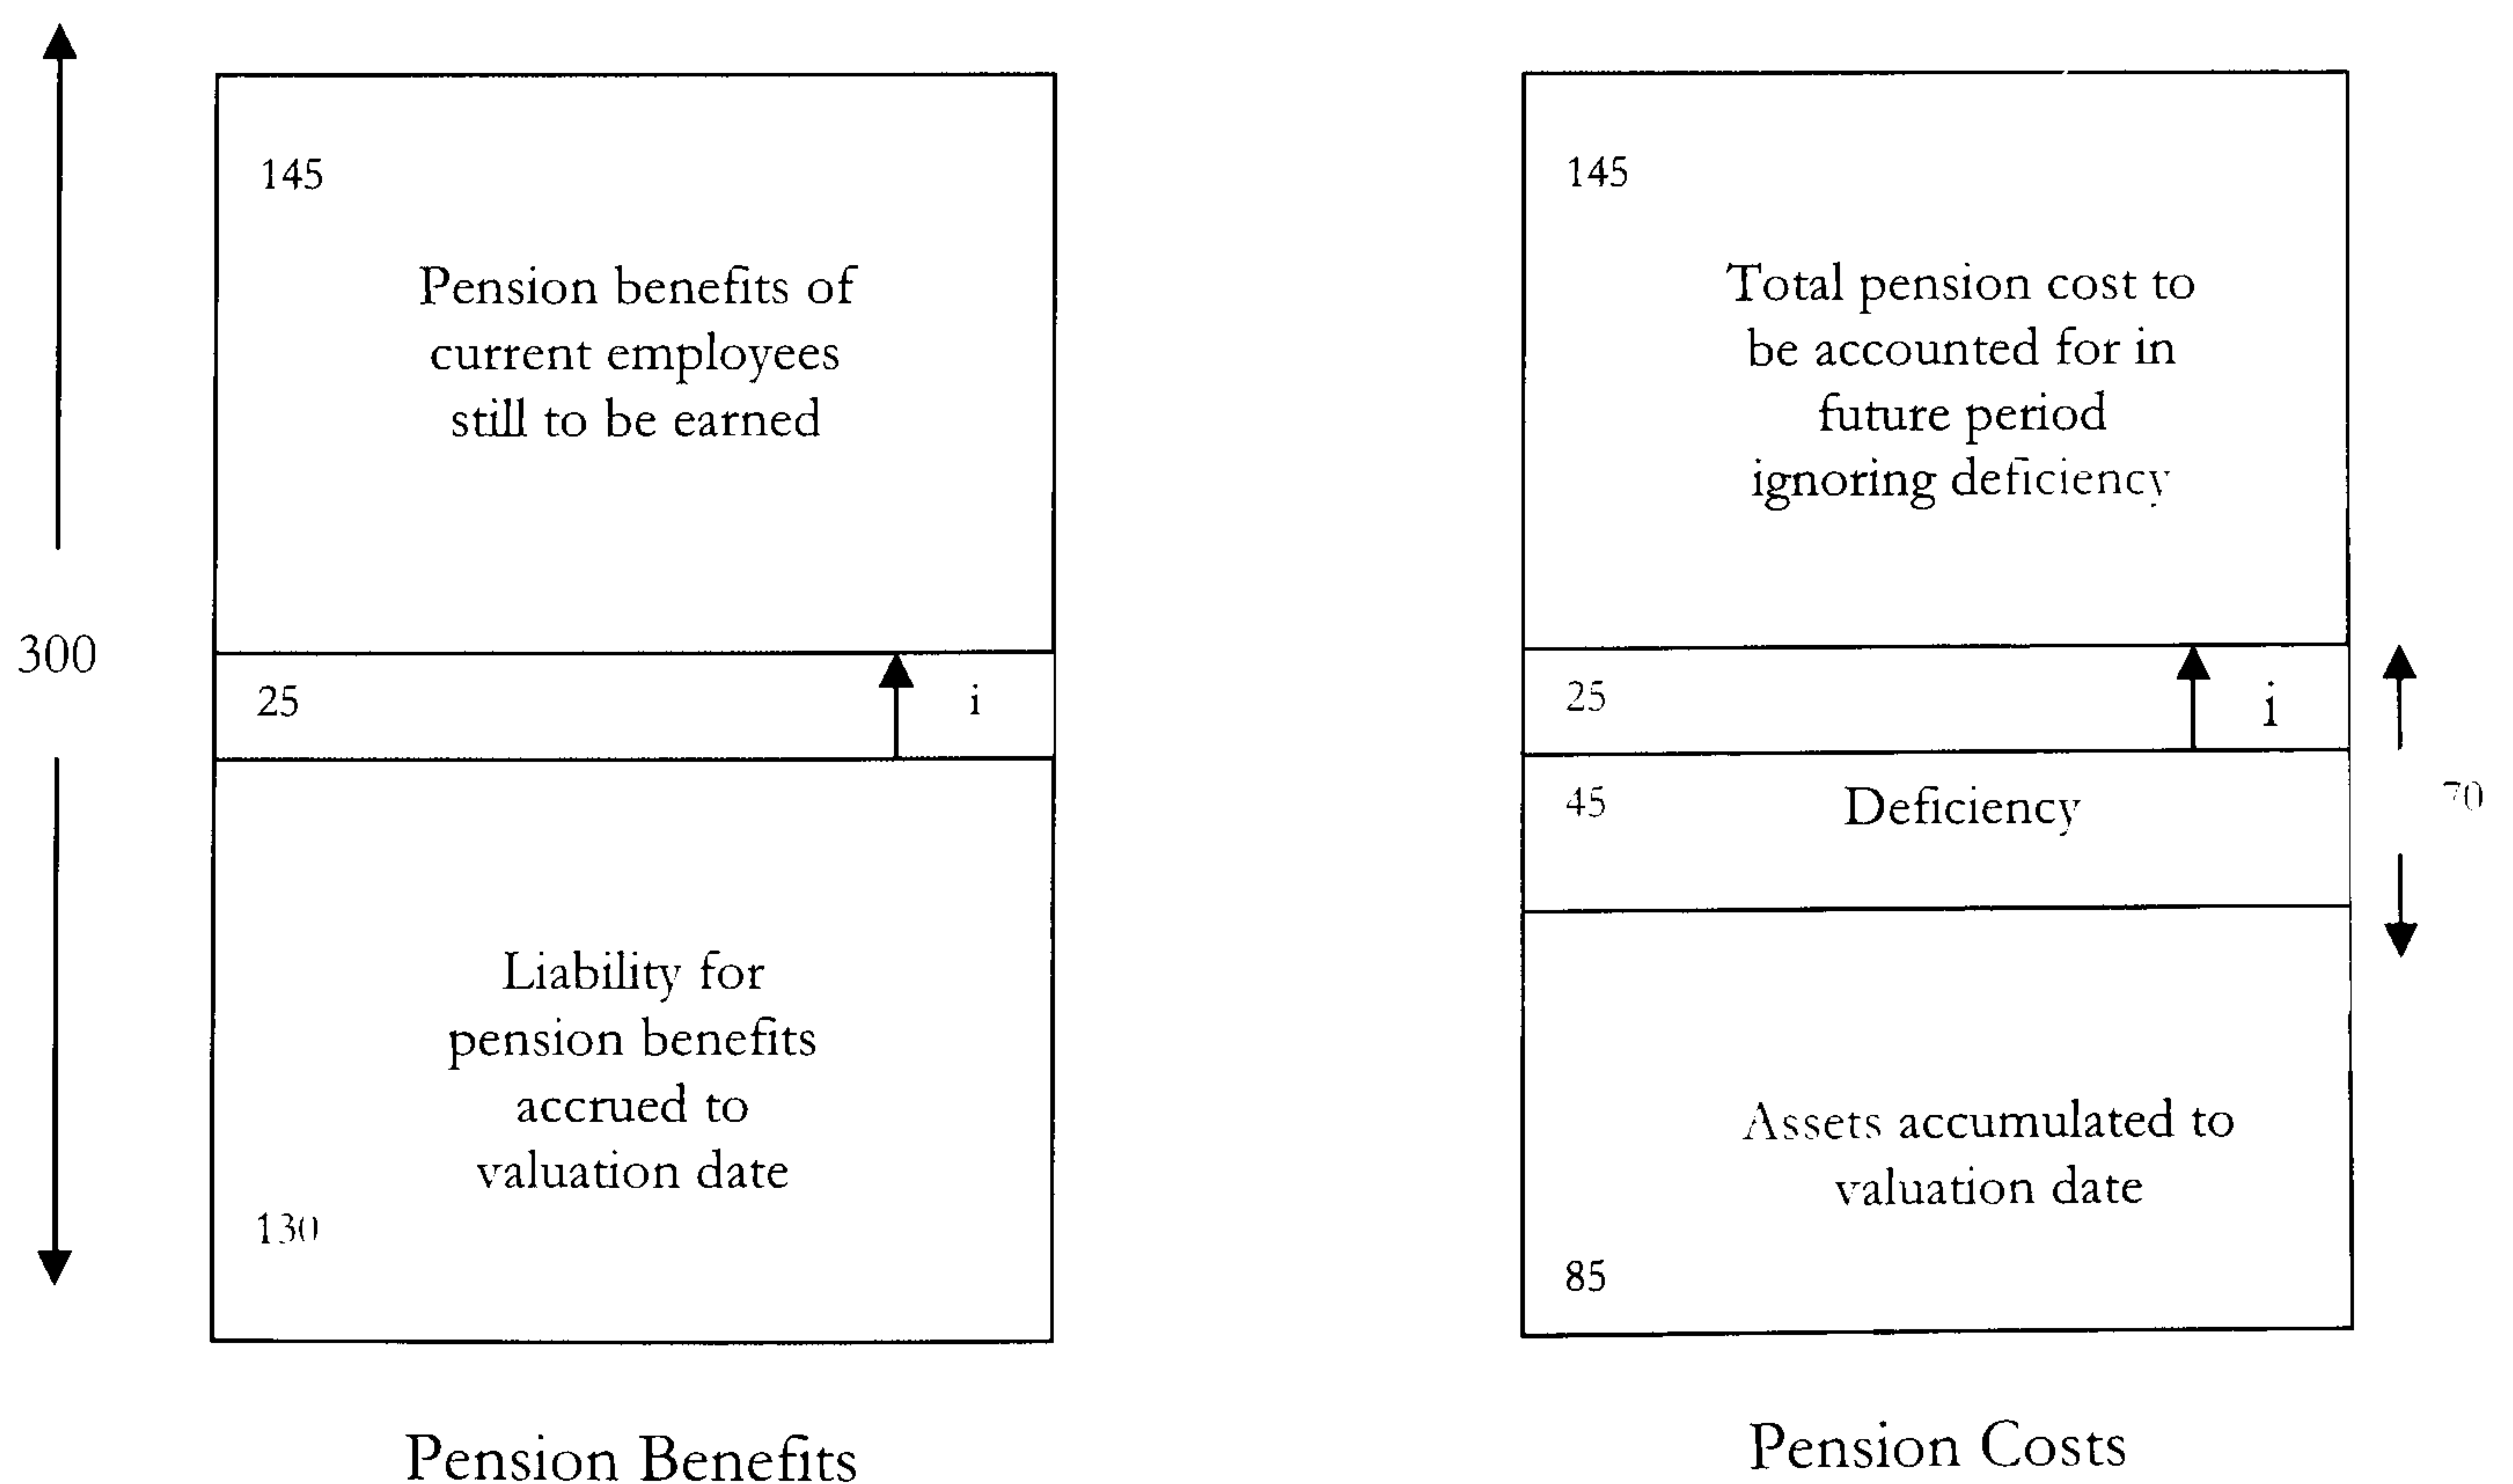 145
Pension benefits of
current employees
still to be earned
300
25
i
Liability for
pension benefits
accrued to
valuation date
130
Pension Benefits
145
Total pension cost to
be accounted for in
future period
ignoring deficiency
25
i
45
Deficiency
70
Assets accumulated to
valuation date
85
Pension Costs